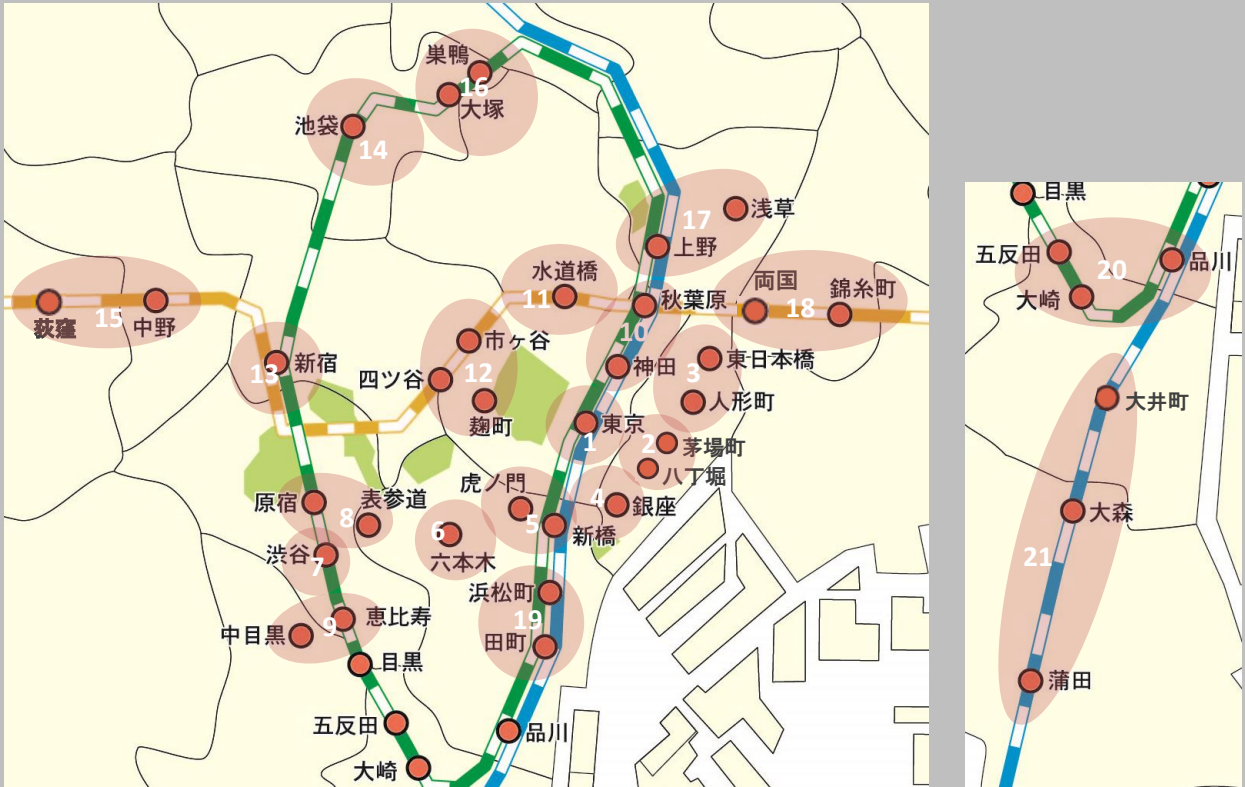 巣鴨
16
大塚
池袋
14
浅草
17
上野
水道橋
両国
11
秋葉原
錦糸町
18
荻窪
15
中野
10
市ヶ谷
新宿
13
四ツ谷
12
神田
東日本橋
3
麹町
人形町
東京
1
2
茅場町
八丁堀
虎ノ門
原宿
表参道
8
4
銀座
5
新橋
6
六本木
渋谷
7
浜松町
恵比寿
9
中目黒
19
田町
目黒
五反田
品川
大崎
目黒
五反田
20
品川
大崎
大井町
大森
21
蒲田